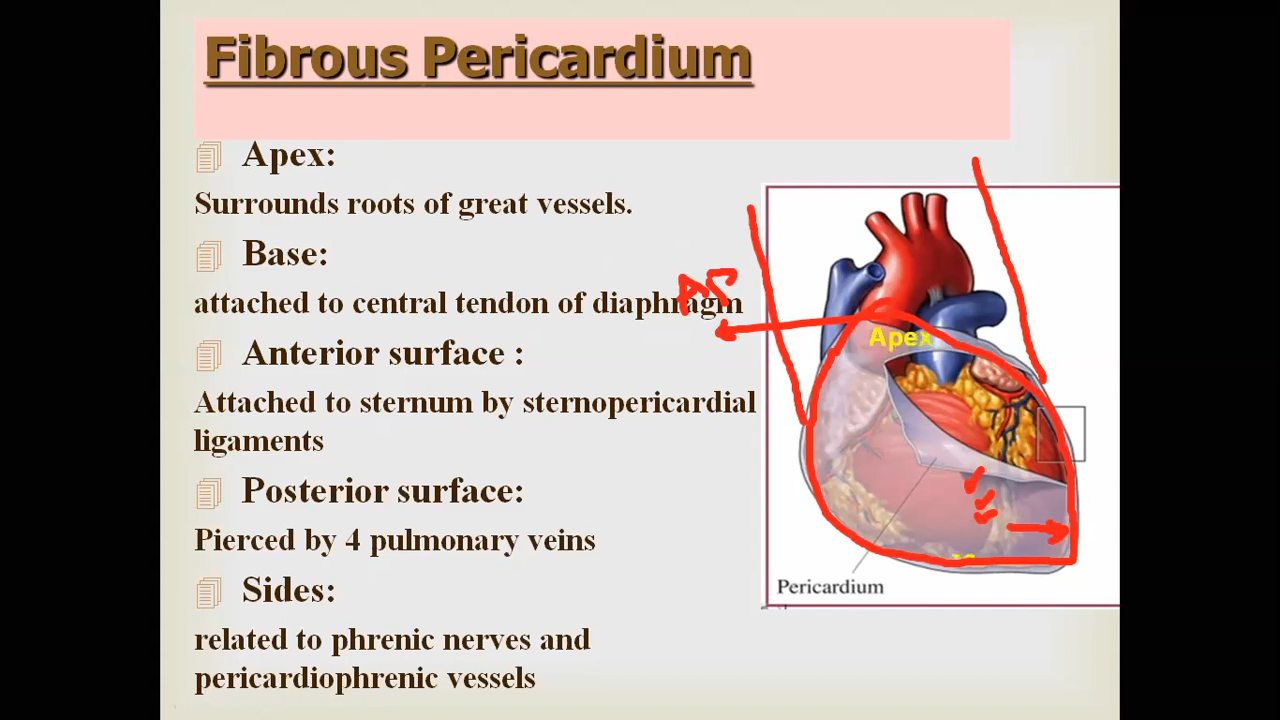 Fibrous Pericardium
Apex:
Surrounds roots of great vessels.
Base:
attached to central tendon of diaphragm
Anterior surface :
Attached to sternum by sternopericardial
ligaments
Posterior surface:
Pierced by 4 pulmonary veins
Sides:
related to phrenic nerves and
pericardiophrenic vessels
Apex
Pericardium